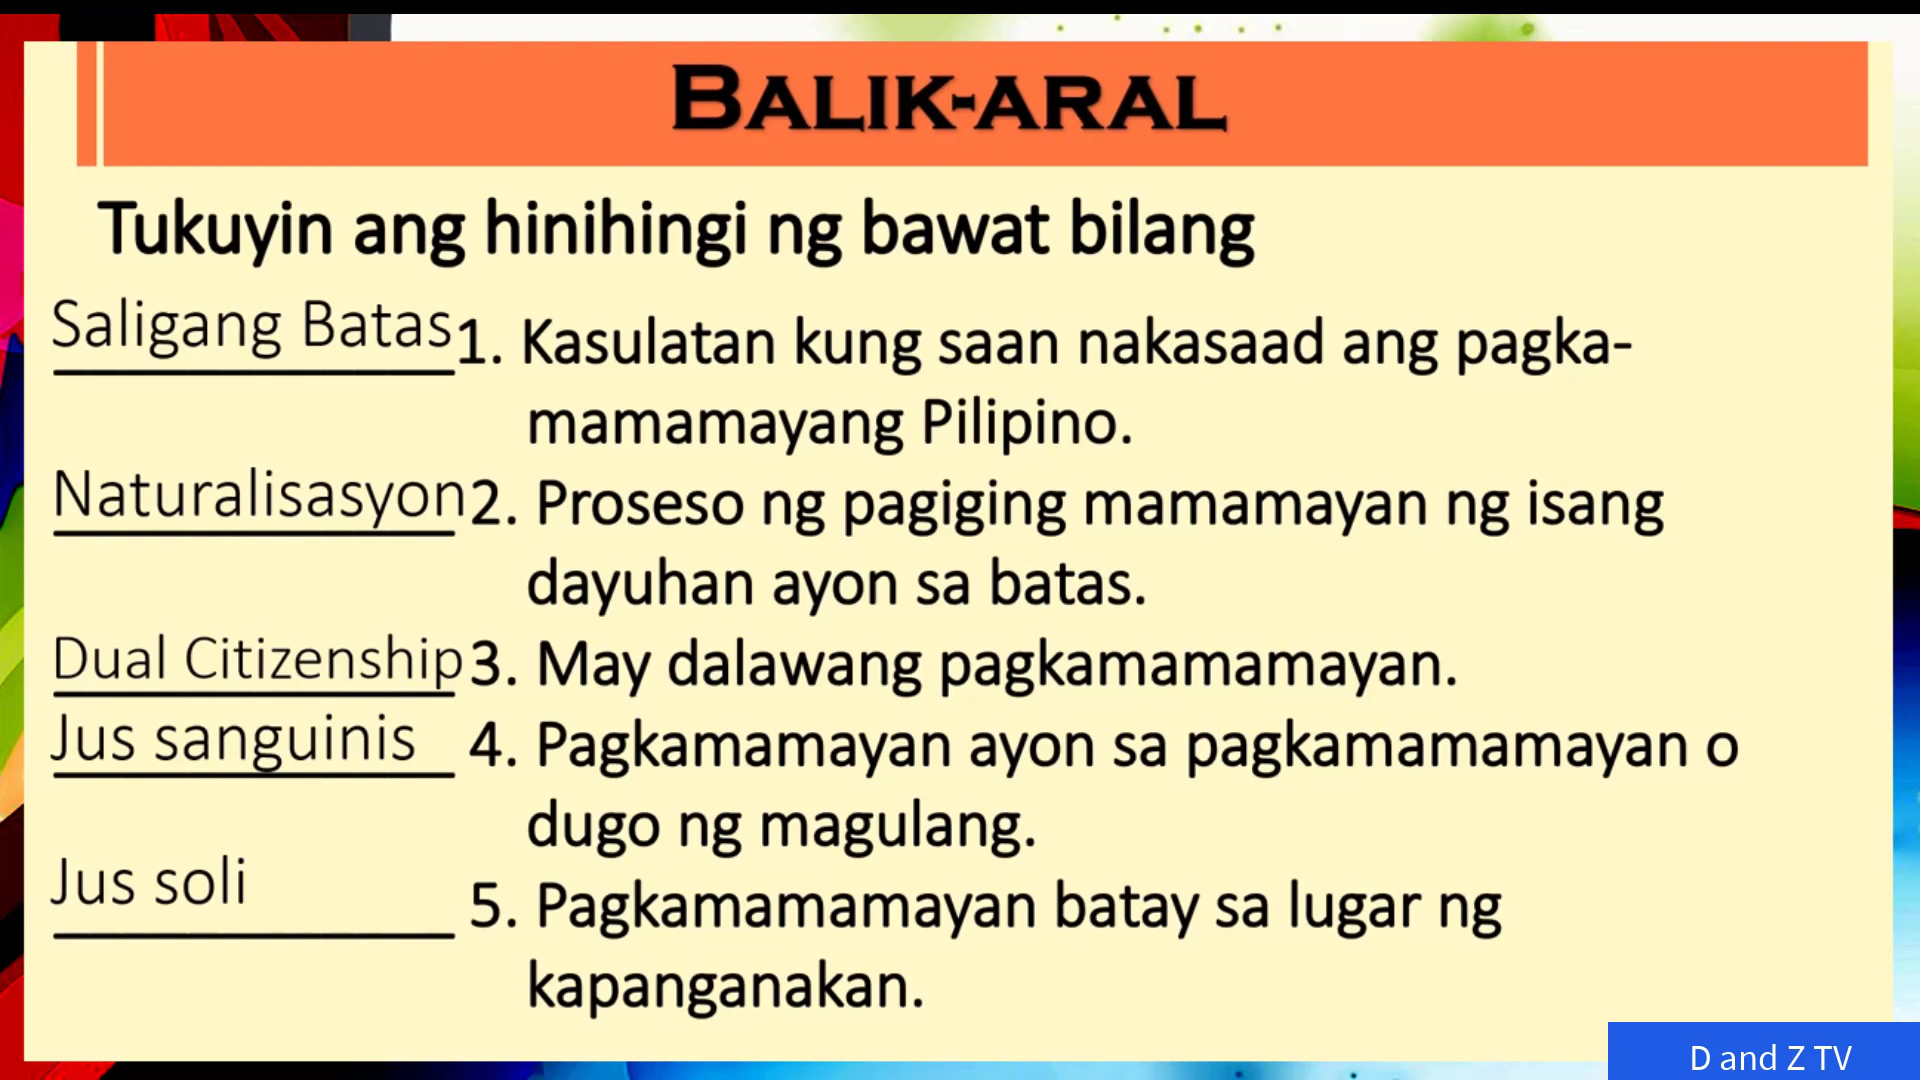 BALIK-ARAL
Tukuyin ang hinihingi ng bawat bilang
Saligang Batas 1. Kasulatan kung saan nakasaad ang pagka-
mamamayang Pilipino.
Naturalisasyon 2. Proseso ng pagiging mamamayan ng isang
dayuhan ayon sa batas.
Dual Citizenship 3. May dalawang pagkamamamayan.
Jus sanguinis 4. Pagkamamayan ayon sa pagkamamamayan o
dugo ng magulang.
Jus soli 5. Pagkamamamayan batay sa lugar ng
kapanganakan.
D and Z TV